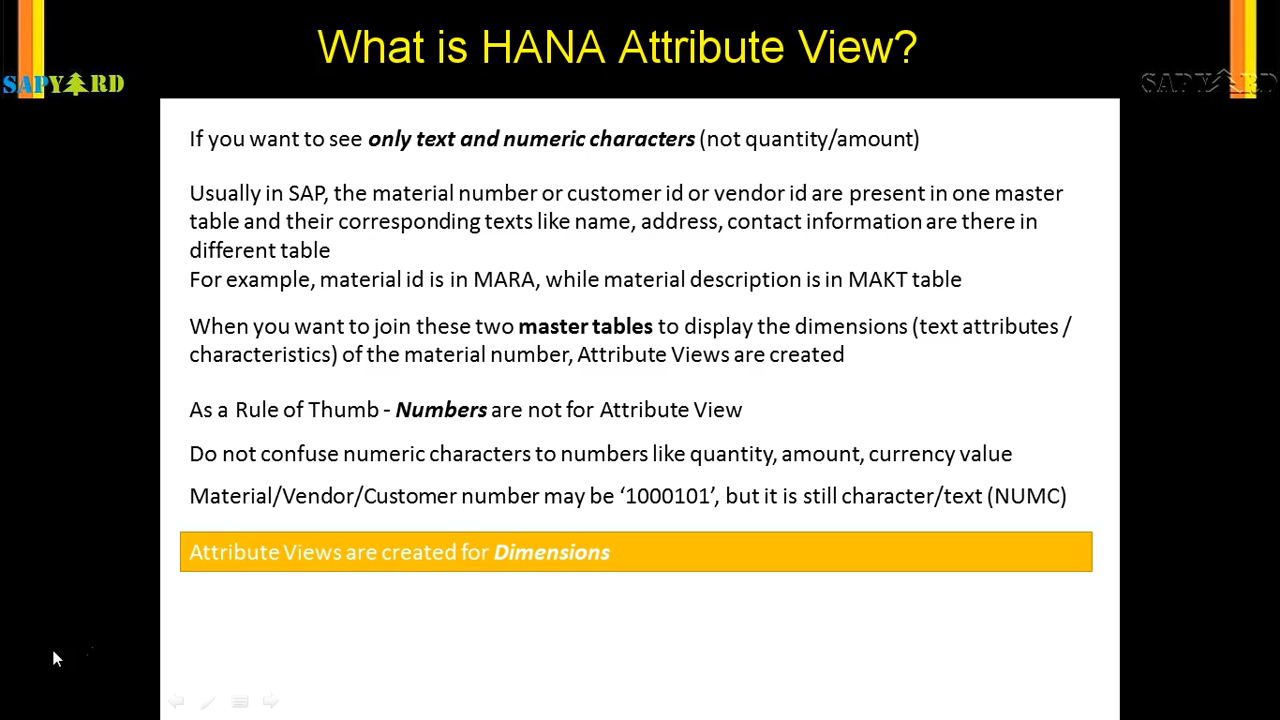 What is HANA Attribute View?
SAPYARD
SAPYARD
If you want to see only text and numeric characters (not quantity/amount)
Usually in SAP, the material number or customer id or vendor id are present in one master
table and their corresponding texts like name, address, contact information are there in
different table
For example, material id is in MARA, while material description is in MAKT table
When you want to join these two master tables to display the dimensions (text attributes /
characteristics) of the material number, Attribute Views are created
As a Rule of Thumb - Numbers are not for Attribute View
Do not confuse numeric characters to numbers like quantity, amount, currency value
Material/Vendor/Customer number may be ‘1000101’, but it is still character/text (NUMC)
Attribute Views are created for Dimensions